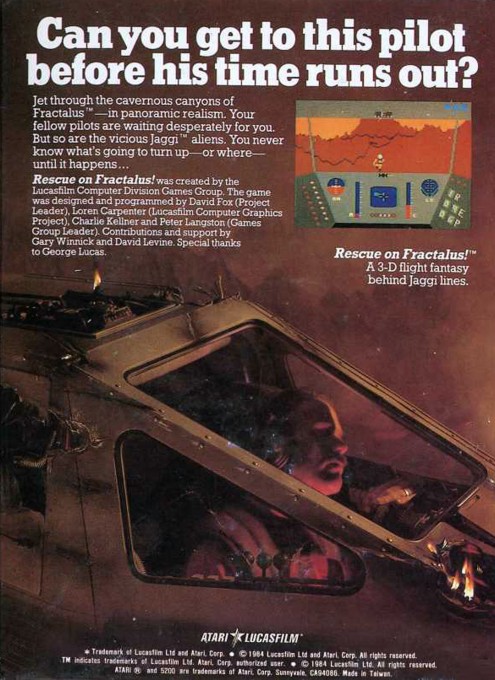 Can you get to this pilot
before his time runs out?
Jet through the cavernous canyons of
Fractalus™—in panoramic realism. Your
fellow pilots are waiting desperately for you.
But so are the vicious Jaggi™ aliens. You never
know what's going to turn up—or where—
until it happens...
Rescue on Fractalus! was created by the
Lucasfilm Computer Division Games Group. The game
was designed and programmed by David Fox (Project
Leader), Loren Carpenter (Lucasfilm Computer Graphics
Project), Charlie Kellner and Peter Langston (Games
Group Leader). Contributions and support by
Gary Winnick and David Levine. Special thanks
to George Lucas.
Rescue on Fractalus!™
A 3-D flight fantasy
behind Jaggi lines.
ATARI LUCASFILM™
* Trademark of Lucasfilm Ltd and Atari, Corp. ● © 1984 Lucasfilm Ltd and Atari, Corp. All rights reserved.
TM indicates trademarks of Lucasfilm Ltd. Atari, Corp. authorized user. ● © 1984 Lucasfilm Ltd. All rights reserved.
ATARI ® and 5200 are trademarks of Atari, Corp. Sunnyvale, CA94086. Made in Taiwan.